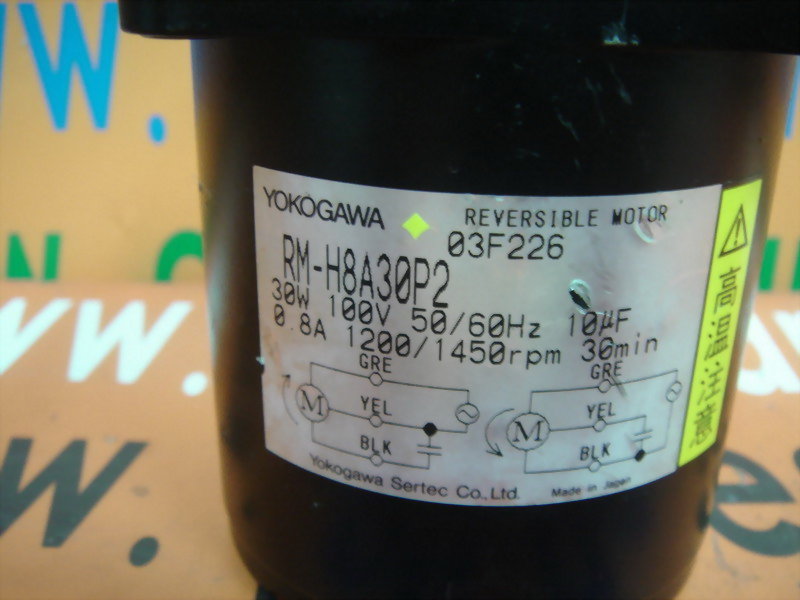 YOKOGAWA
REVERSIBLE MOTOR
03F226
RM-H8A30P2
30W 100V 50/60Hz 10μF
0.8A 1200/1450rpm 30min
GRE
YEL
BLK
M
GRE
YEL
BLK
M
Yokogawa Sertec Co., Ltd.
Made in Japan
高温注意